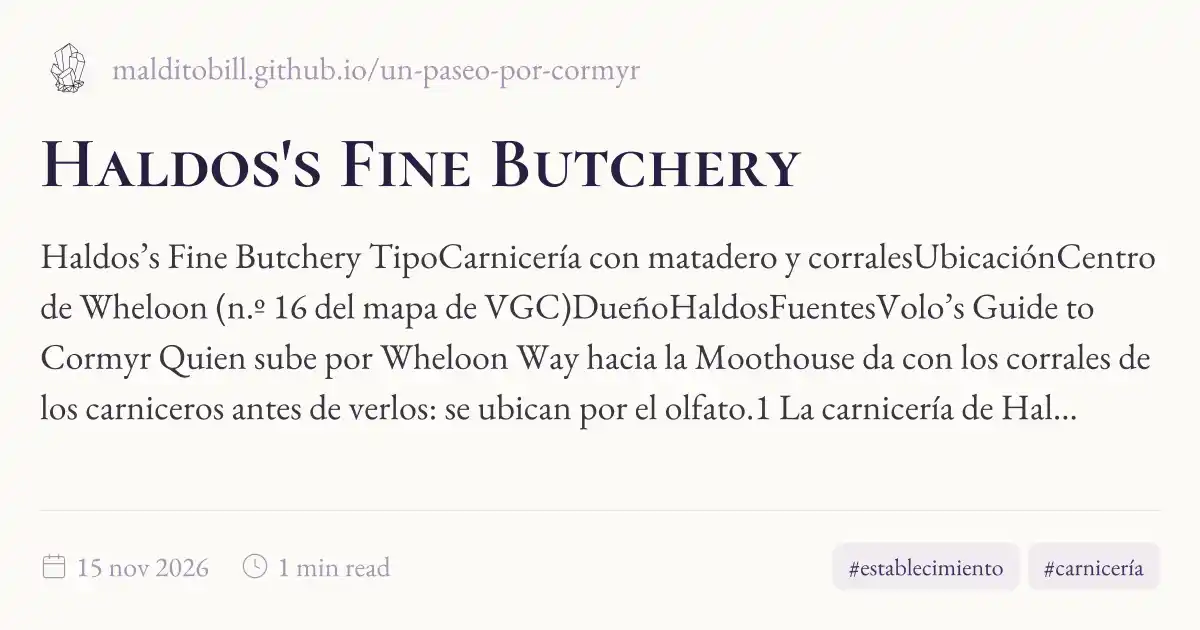 malditobill.github.io/un-paseo-por-cormyr
Haldos's Fine Butchery
Haldos’s Fine Butchery TipoCarnicería con matadero y corralesUbicaciónCentro
de Wheloon (n.º 16 del mapa de VGC)DueñoHaldosFuentesVolo’s Guide to
Cormyr Quien sube por Wheloon Way hacia la Moothouse da con los corrales de
los carniceros antes de verlos: se ubican por el olfato.1 La carnicería de Hal...
15 nov 2026 1 min read #establecimiento #carnicería